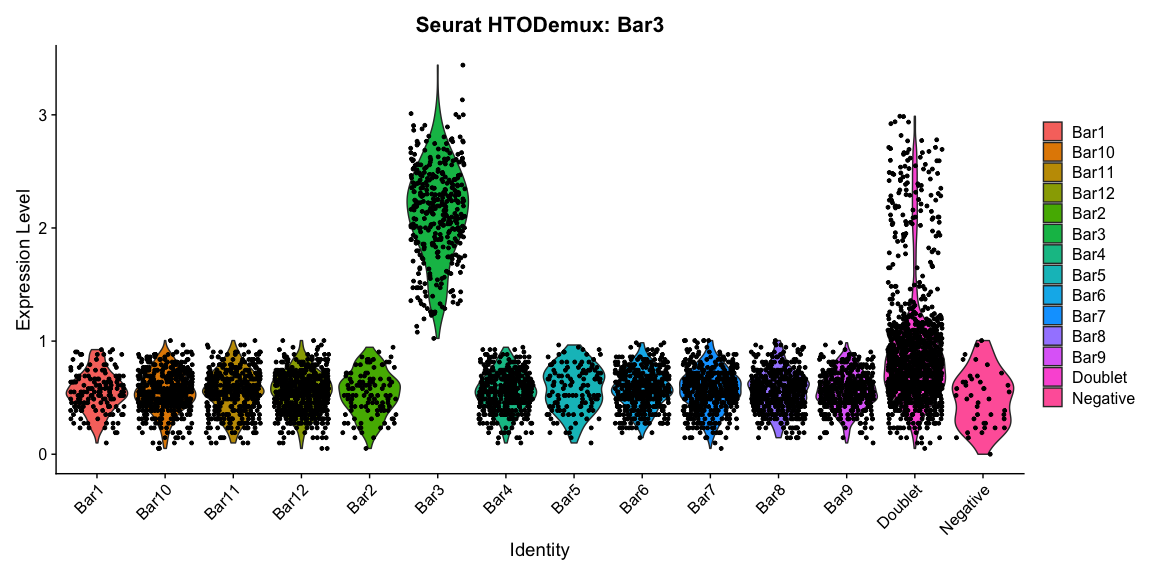 Seurat HTODemux: Bar3
Expression Level
3
2
1
0
Bar1
Bar10
Bar11
Bar12
Bar2
Bar3
Bar4
Bar5
Bar6
Bar7
Bar8
Bar9
Doublet
Negative
Identity
Bar1
Bar10
Bar11
Bar12
Bar2
Bar3
Bar4
Bar5
Bar6
Bar7
Bar8
Bar9
Doublet
Negative